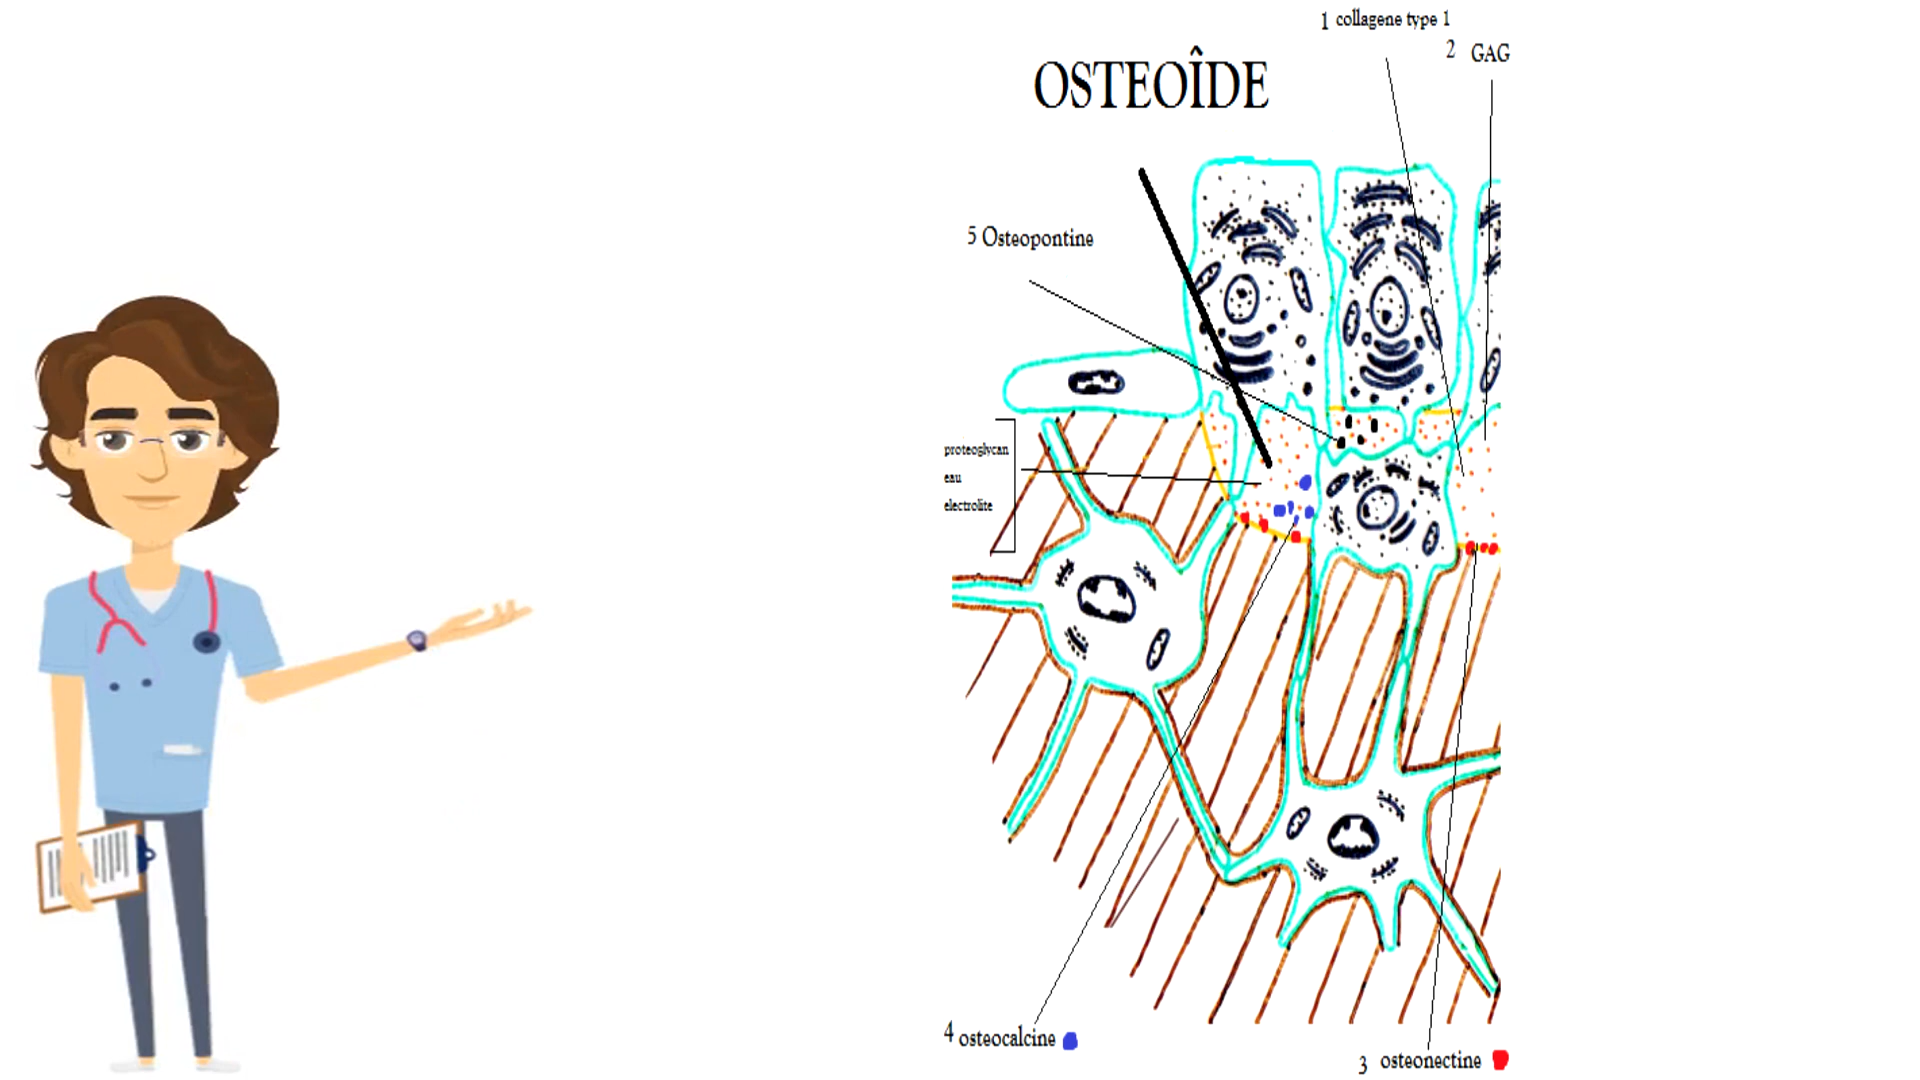 1 collagene type 1
2 GAG
OSTEOÎDE
5 Osteopontine
proteoglycan
eau
electrolite
4 osteocalcine
3 osteonectine